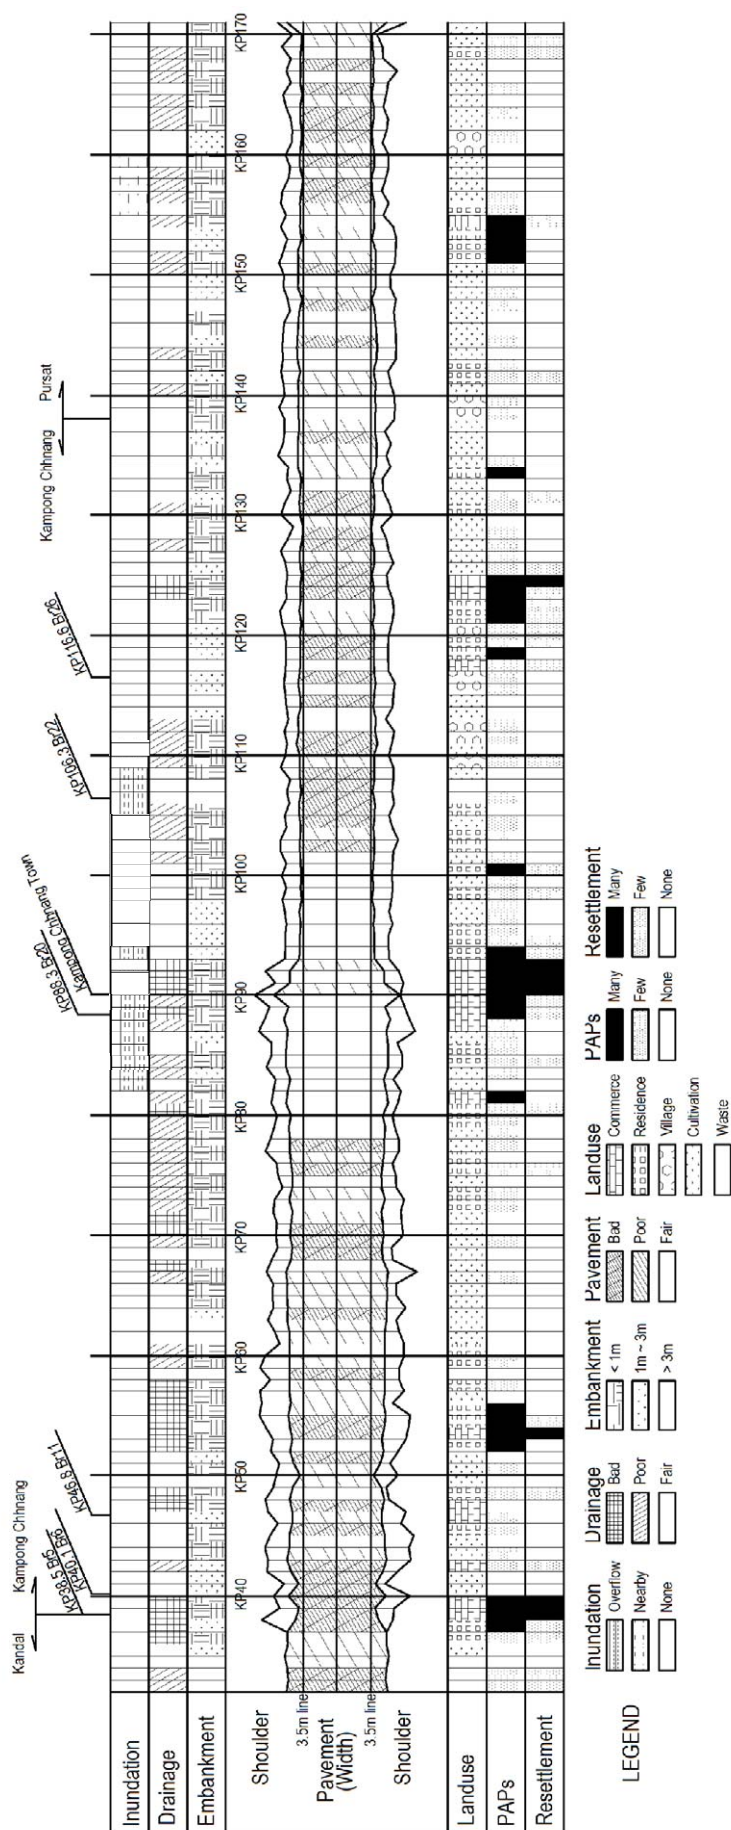 Kandal
Kampong Chhnang
KP38.5 Br5
KP40.1 Br6
KP46.8 Br11
KP86.3 Br20
Kampong Chhnang Town
KP106.3 Br22
KP116.6 Br26
Kampong Chhnang
Pursat
Inundation
Drainage
Embankment
KP40
KP50
KP60
KP70
KP80
KP90
KP100
KP110
KP120
KP130
KP140
KP150
KP160
KP170
Shoulder
3.5m line
Pavement
(Width)
3.5m line
Shoulder
Landuse
PAPs
Resettlement
LEGEND
Inundation
Overflow
Nearby
None
Drainage
Bad
Poor
Fair
Embankment
< 1m
1m ~ 3m
> 3m
Pavement
Bad
Poor
Fair
Landuse
Commerce
Residence
Village
Cultivation
Waste
PAPs
Many
Few
None
Resettlement
Many
Few
None